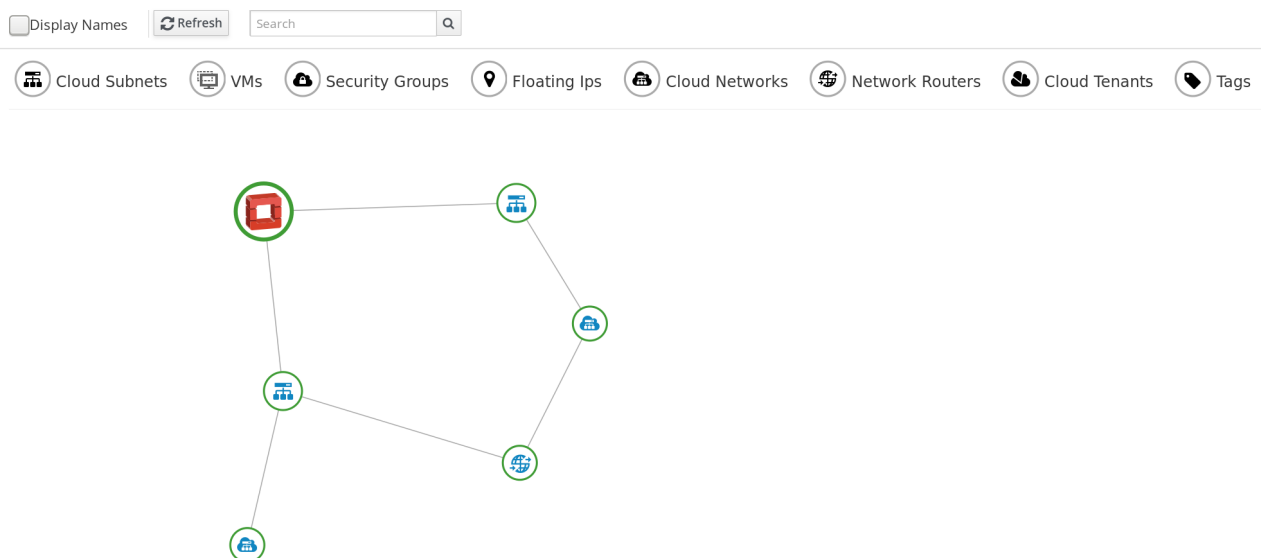 Display Names Refresh Search
Cloud Subnets VMs Security Groups Floating Ips Cloud Networks Network Routers Cloud Tenants Tags